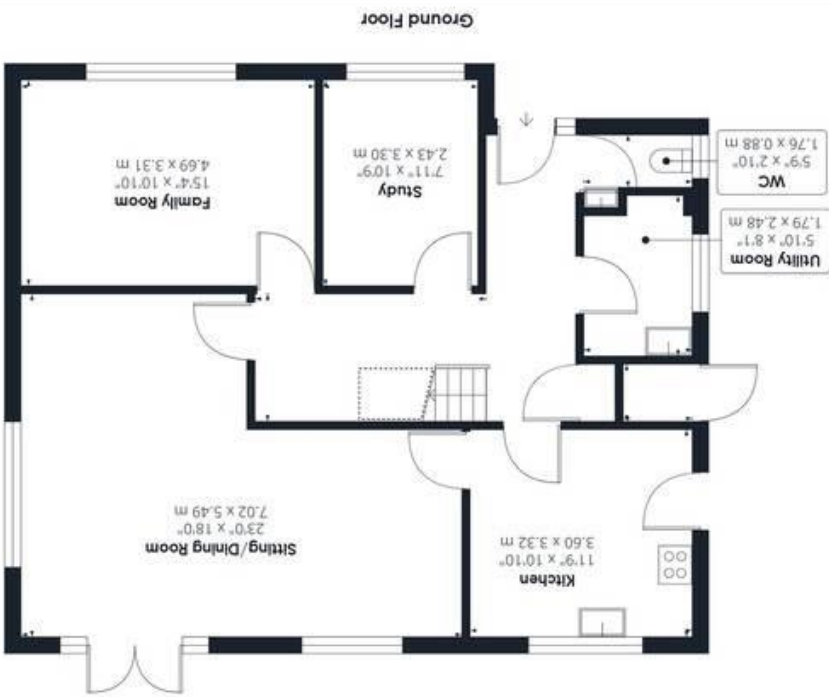 Ground Floor
WC
5'9" x 2'10"
1.76 x 0.88 m
Utility Room
5'10" x 8'1"
1.79 x 2.48 m
Study
7'11" x 10'9"
2.43 x 3.30 m
Family Room
15'4" x 10'10"
4.69 x 3.31 m
Kitchen
11'9" x 10'10"
3.60 x 3.32 m
Sitting/Dining Room
23'0" x 18'0"
7.02 x 5.49 m